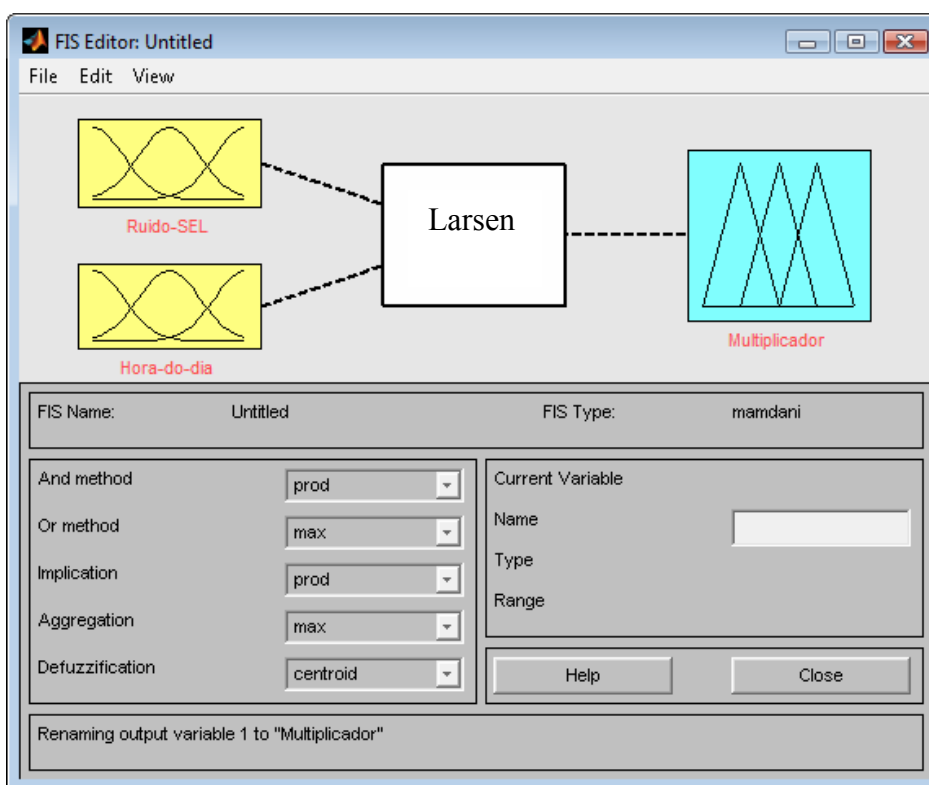 FIS Editor: Untitled
File Edit View
Ruido-SEL
Hora-do-dia
Larsen
Multiplicador
FIS Name: Untitled FIS Type: mamdani
And method prod
Or method max
Implication prod
Aggregation max
Defuzzification centroid
Current Variable
Name
Type
Range
Help Close
Renaming output variable 1 to "Multiplicador"